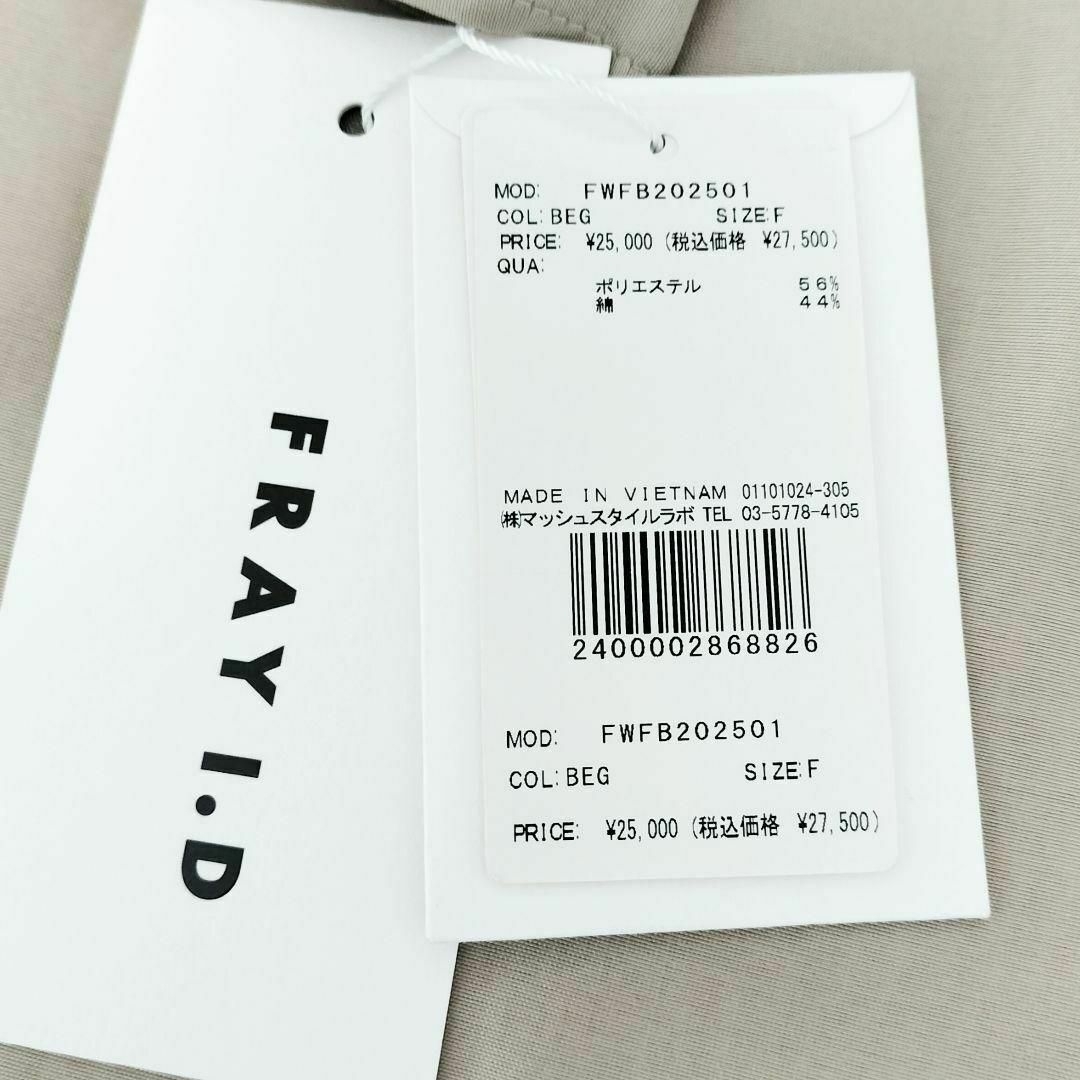 FRAY I.D
MOD: FWFB202501
COL:BEG SIZE:F
PRICE: ¥25,000 (税込価格 ¥27,500)
QUA:
ポリエステル 56%
綿 44%
MADE IN VIETNAM 01101024-305
㈱マッシュスタイルラボ TEL 03-5778-4105
2400002868826
MOD: FWFB202501
COL:BEG SIZE:F
PRICE: ¥25,000 (税込価格 ¥27,500)